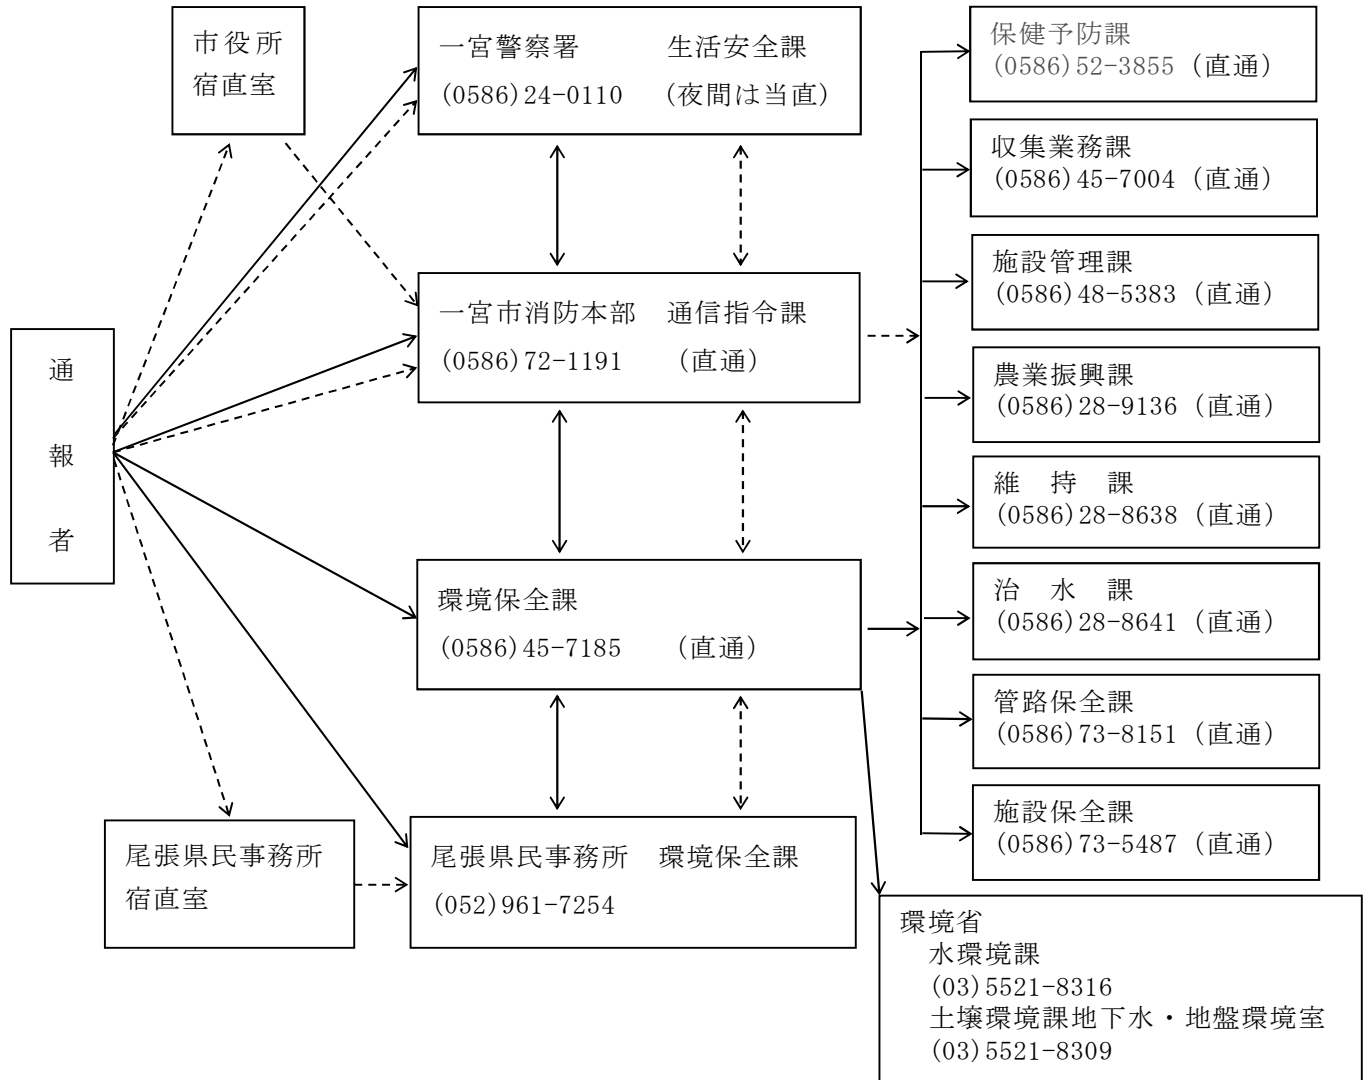 市役所
宿直室
一宮警察署　生活安全課
(0586)24-0110　（夜間は当直）
一宮市消防本部　通信指令課
(0586)72-1191　（直通）
通
報
者
環境保全課
(0586)45-7185　（直通）
尾張県民事務所
宿直室
尾張県民事務所　環境保全課
(052)961-7254
保健予防課
(0586)52-3855（直通）
収集業務課
(0586)45-7004（直通）
施設管理課
(0586)48-5383（直通）
農業振興課
(0586)28-9136（直通）
維　持　課
(0586)28-8638（直通）
治　水　課
(0586)28-8641（直通）
管路保全課
(0586)73-8151（直通）
施設保全課
(0586)73-5487（直通）
環境省
水環境課
(03)5521-8316
土壌環境課地下水・地盤環境室
(03)5521-8309